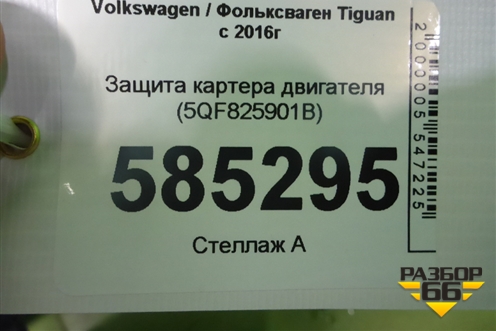 Volkswagen / Фольксваген Tiguan
с 2016г
Защита картера двигателя
(5QF825901B)
585295
Стеллаж А
2000005547225
РАЗБОР
66